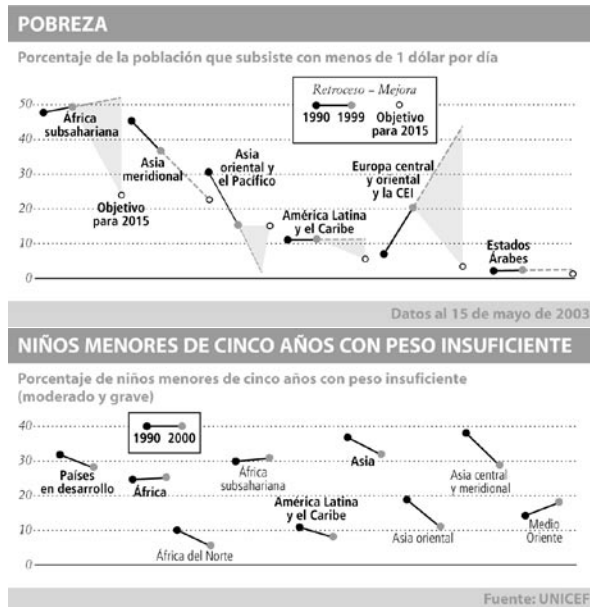 POBREZA
Porcentaje de la población que subsiste con menos de 1 dólar por día
Retroceso – Mejora
1990 1999 Objetivo
para 2015
50
40
30
20
10
0
África
subsahariana
Objetivo
para 2015
Asia
meridional
Asia
oriental y
el Pacífico
América Latina
y el Caribe
Europa central
y oriental
y la CEI
Estados
Árabes
Datos al 15 de mayo de 2003
NIÑOS MENORES DE CINCO AÑOS CON PESO INSUFICIENTE
Porcentaje de niños menores de cinco años con peso insuficiente
(moderado y grave)
1990 2000
40
30
20
10
0
Países
en desarrollo
África
África del Norte
África
subsahariana
América Latina
y el Caribe
Asia
Asia oriental
Asia central
y meridional
Medio
Oriente
Fuente: UNICEF